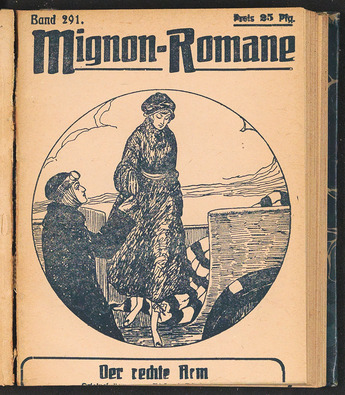 Band 291.
Preis 25 Pfg.
Mignon-Romane
Der rechte Arm